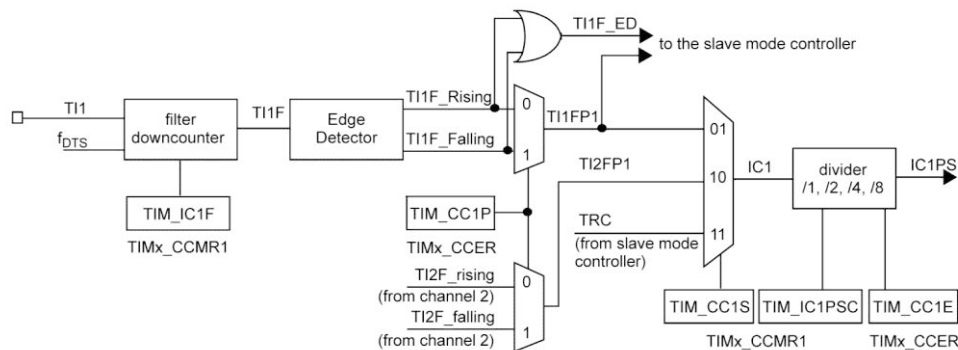 TI1F_ED
to the slave mode controller
TI1
TI1F
TI1F_Rising
0
TI1FP1
01
filter
downcounter
Edge
Detector
fDTS
TI1F_Falling
1
TI2FP1
10
IC1
divider
/1, /2, /4, /8
IC1PS
TIM_IC1F
TIMx_CCMR1
TIM_CC1P
TIMx_CCER
TRC
(from slave mode
controller)
11
TI2F_rising
(from channel 2)
0
TI2F_falling
(from channel 2)
1
TIM_CC1S
TIM_IC1PSC
TIM_CC1E
TIMx_CCMR1
TIMx_CCER